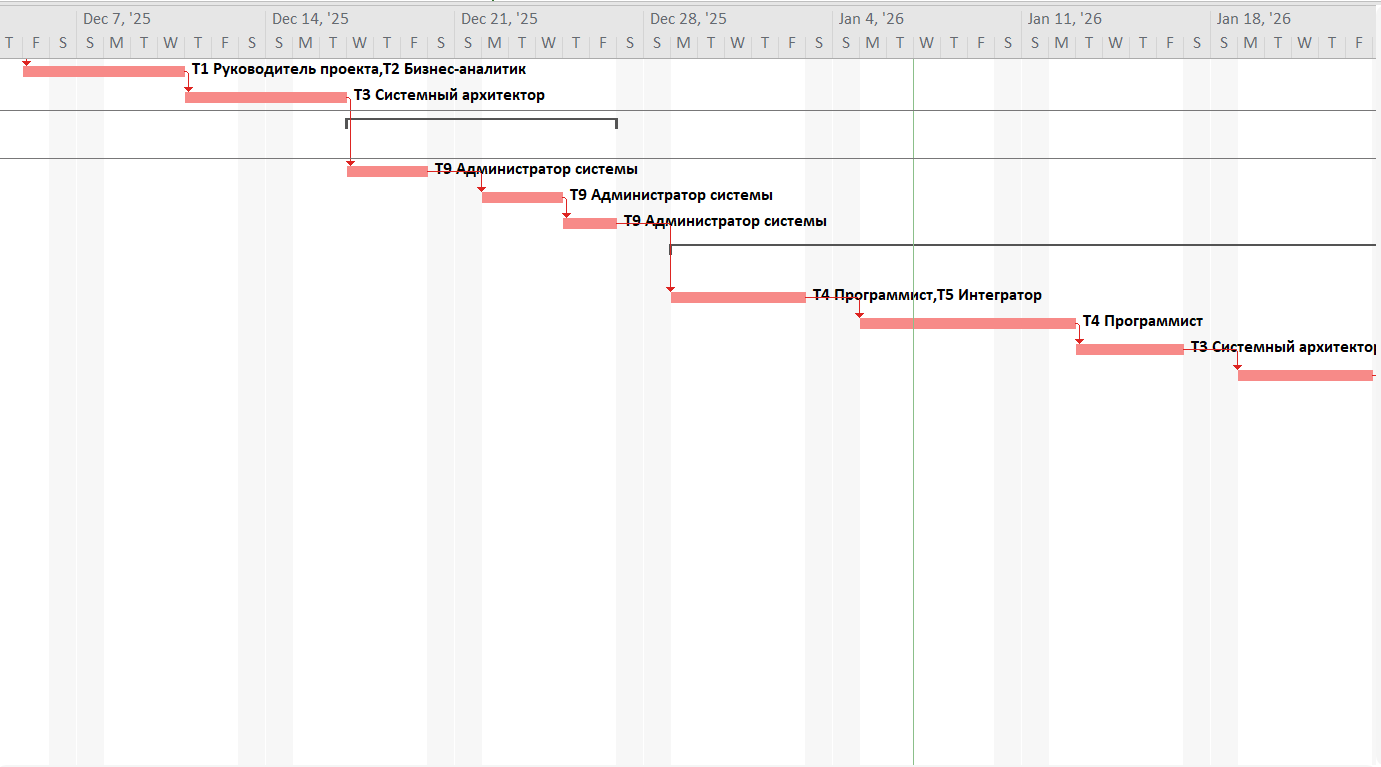 Dec 7, '25 Dec 14, '25 Dec 21, '25 Dec 28, '25 Jan 4, '26 Jan 11, '26 Jan 18, '26
T F S S M T W T F S S M T W T F S S M T W T F S S M T W T F S S M T W T F S S M T W T F S S M T W T F
T1 Руководитель проекта,T2 Бизнес-аналитик
T3 Системный архитектор
T9 Администратор системы
T9 Администратор системы
T9 Администратор системы
T4 Программист,T5 Интегратор
T4 Программист
T3 Системный архитектор